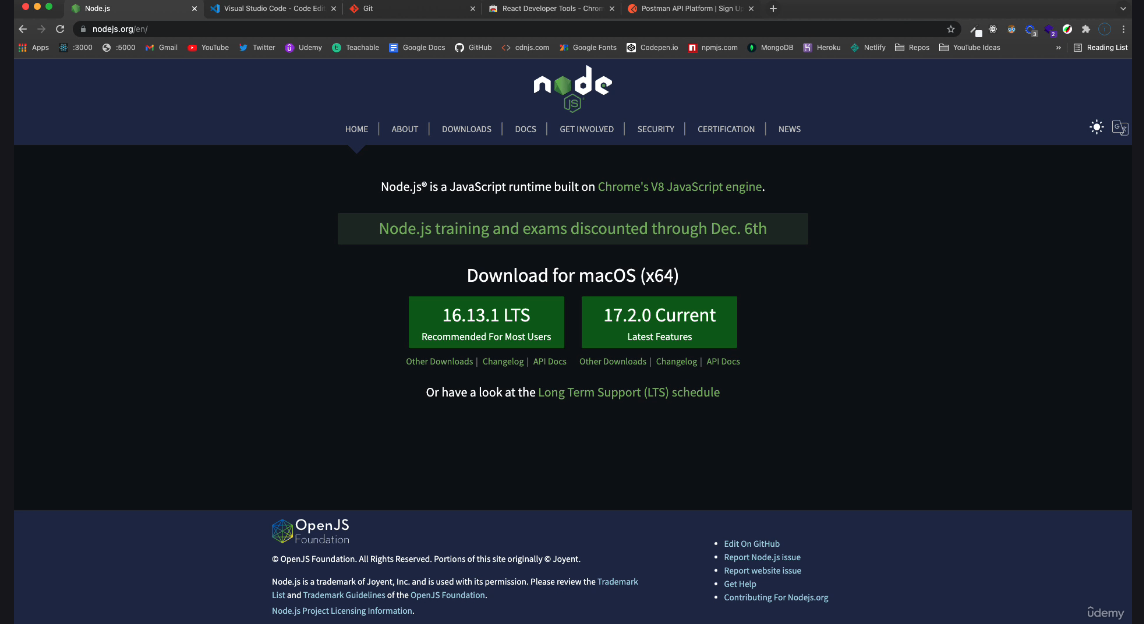 Node.js
Visual Studio Code - Code Edi
Git
React Developer Tools - Chrom
Postman API Platform | Sign U
nodejs.org/en/
Apps :3000 :5000 Gmail YouTube Twitter Udemy Teachable Google Docs GitHub cdnjs.com Google Fonts Codepen.io npmjs.com MongoDB Heroku Netlify Repos YouTube Ideas » Reading List
node
JS
HOME | ABOUT | DOWNLOADS | DOCS | GET INVOLVED | SECURITY | CERTIFICATION | NEWS
Node.js® is a JavaScript runtime built on Chrome's V8 JavaScript engine.
Node.js training and exams discounted through Dec. 6th
Download for macOS (x64)
16.13.1 LTS
Recommended For Most Users
17.2.0 Current
Latest Features
Other Downloads | Changelog | API Docs
Other Downloads | Changelog | API Docs
Or have a look at the Long Term Support (LTS) schedule
OpenJS
Foundation
© OpenJS Foundation. All Rights Reserved. Portions of this site originally © Joyent.
Node.js is a trademark of Joyent, Inc. and is used with its permission. Please review the Trademark
List and Trademark Guidelines of the OpenJS Foundation.
Node.js Project Licensing Information.
Edit On GitHub
Report Node.js issue
Report website issue
Get Help
Contributing For Nodejs.org
ûdemy